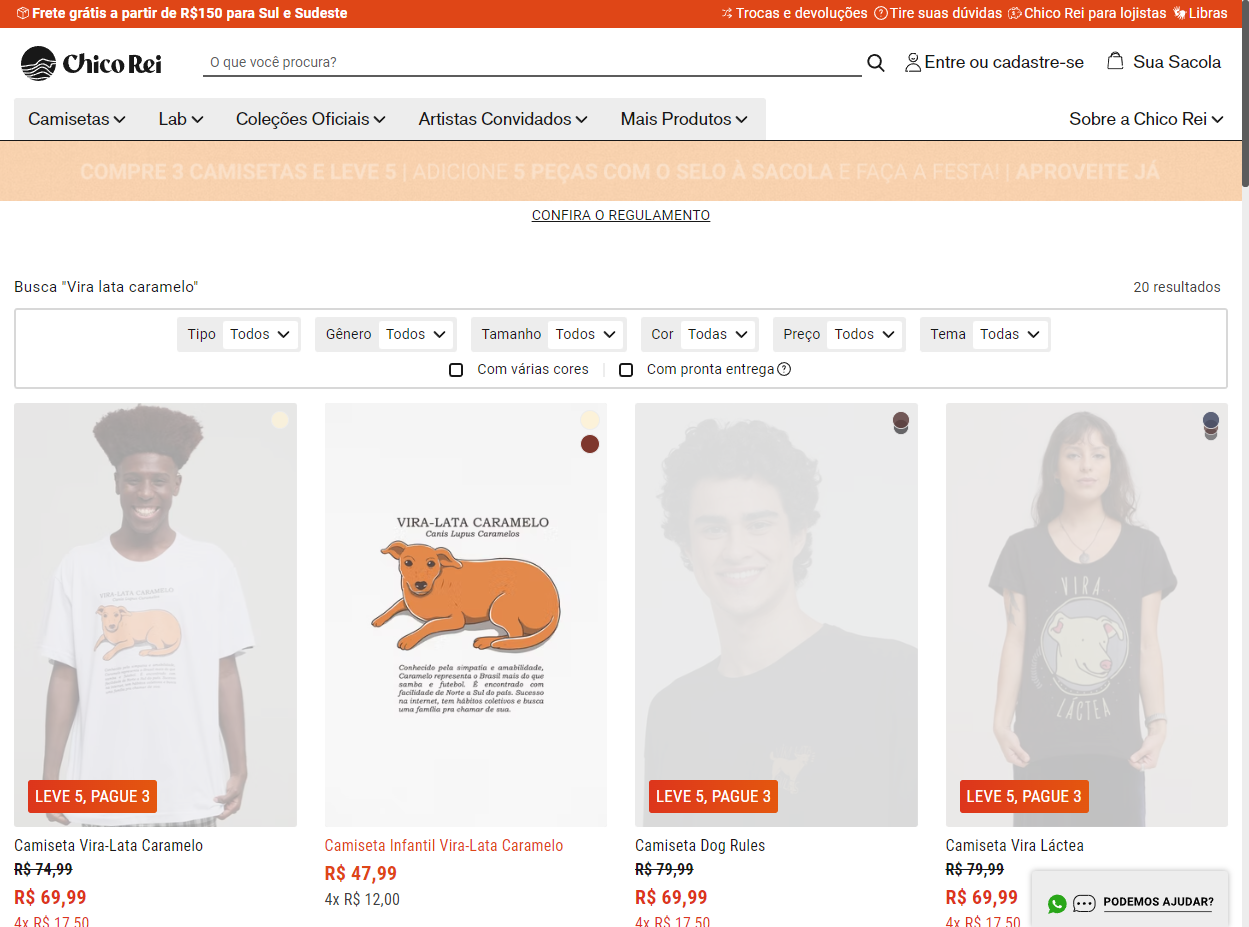 Frete grátis a partir de R$150 para Sul e Sudeste
Trocas e devoluções
Tire suas dúvidas
Chico Rei para lojistas
Libras
Chico Rei
O que você procura?
Entre ou cadastre-se
Sua Sacola
Camisetas
Lab
Coleções Oficiais
Artistas Convidados
Mais Produtos
Sobre a Chico Rei
COMPRE 3 CAMISETAS E LEVE 5 | ADICIONE 5 PEÇAS COM O SELO À SACOLA E FAÇA A FESTA! | APROVEITE JÁ
CONFIRA O REGULAMENTO
Busca "Vira lata caramelo"
20 resultados
Tipo Todos
Gênero Todos
Tamanho Todos
Cor Todas
Preço Todos
Tema Todas
Com várias cores
Com pronta entrega
VIRA-LATA CARAMELO
LEVE 5, PAGUE 3
VIRA-LATA CARAMELO
Canis Lupus Caramelos
Conhecido pela simpatia e amabilidade,
Caramelo representa o Brasil mais do que
samba e futebol. É encontrado com
facilidade de Norte a Sul do país. Sucesso
na internet, tem hábitos coletivos e busca
uma família pra chamar de sua.
LEVE 5, PAGUE 3
VIRA
LÁCTEA
LEVE 5, PAGUE 3
Camiseta Vira-Lata Caramelo
R$ 74,99
R$ 69,99
4x R$ 17,50
Camiseta Infantil Vira-Lata Caramelo
R$ 47,99
4x R$ 12,00
Camiseta Dog Rules
R$ 79,99
R$ 69,99
4x R$ 17,50
Camiseta Vira Láctea
R$ 79,99
R$ 69,99
4x R$ 17,50
PODEMOS AJUDAR?